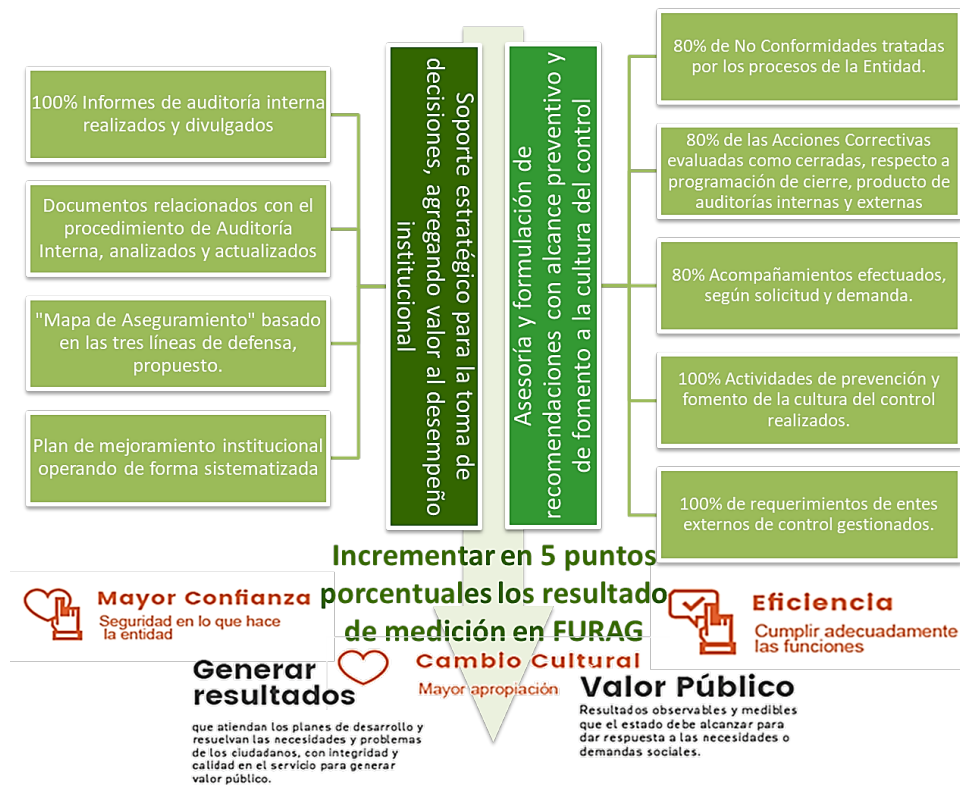 100% Informes de auditoría interna
realizados y divulgados
Documentos relacionados con el
procedimiento de Auditoría
Interna, analizados y actualizados
"Mapa de Aseguramiento" basado
en las tres líneas de defensa,
propuesto.
Plan de mejoramiento institucional
operando de forma sistematizada
Soporte estratégico para la toma de
decisiones, agregando valor al desempeño
institucional
Asesoría y formulación de
recomendaciones con alcance preventivo y
de fomento a la cultura del control
80% de No Conformidades tratadas
por los procesos de la Entidad.
80% de las Acciones Correctivas
evaluadas como cerradas, respecto a
programación de cierre, producto de
auditorías internas y externas
80% Acompañamientos efectuados,
según solicitud y demanda.
100% Actividades de prevención y
fomento de la cultura del control
realizados.
100% de requerimientos de entes
externos de control gestionados.
Incrementar en 5 puntos
porcentuales los resultado
de medición en FURAG
Mayor Confianza
Seguridad en lo que hace
la entidad
Eficiencia
Cumplir adecuadamente
las funciones
Cambio Cultural
Mayor apropiación
Generar
resultados
que atiendan los planes de desarrollo y
resuelvan las necesidades y problemas
de los ciudadanos, con integridad y
calidad en el servicio para generar
valor público.
Valor Público
Resultados observables y medibles
que el estado debe alcanzar para
dar respuesta a las necesidades o
demandas sociales.